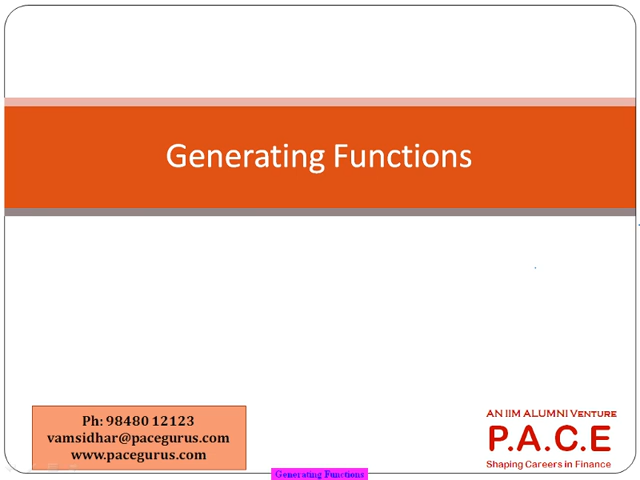 Generating Functions
Ph: 98480 12123
vamsidhar@pacegurus.com
www.pacegurus.com
AN IIM ALUMNI VENTURE
P.A.C.E
Shaping Careers in Finance
Generating Functions